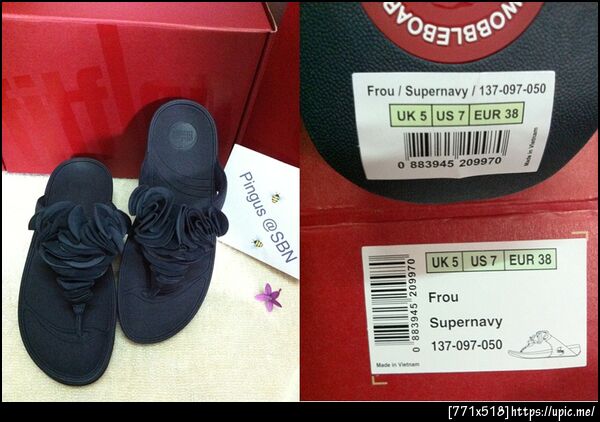 fitflop
Pingus @SBN
WOBBLEBOARD
Frou / Supernavy / 137-097-050
UK 5 US 7 EUR 38
0 883945 209970
Made in Vietnam
UK 5 US 7 EUR 38
Frou
Supernavy
137-097-050
0 883945 209970
Made in Vietnam
[771x518]https://upic.me/